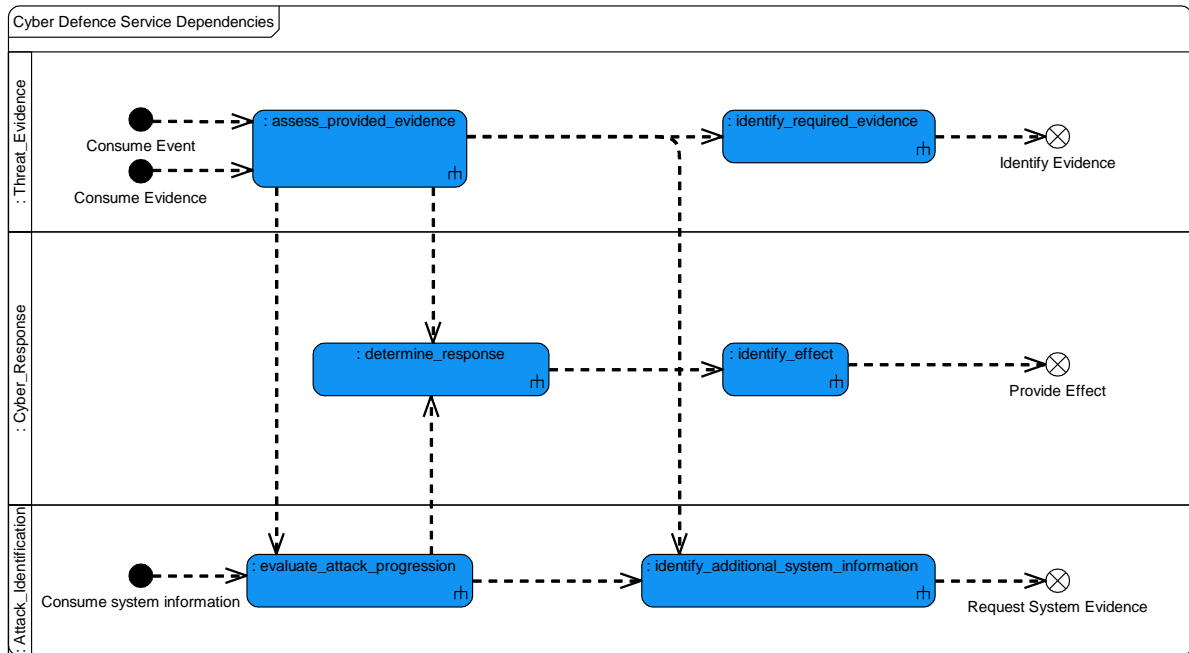 Cyber Defence Service Dependencies
: Threat_Evidence
: assess_provided_evidence
: identify_required_evidence
Consume Event
Identify Evidence
Consume Evidence
: Cyber_Response
: determine_response
: identify_effect
Provide Effect
: Attack_Identification
: evaluate_attack_progression
: identify_additional_system_information
Consume system information
Request System Evidence